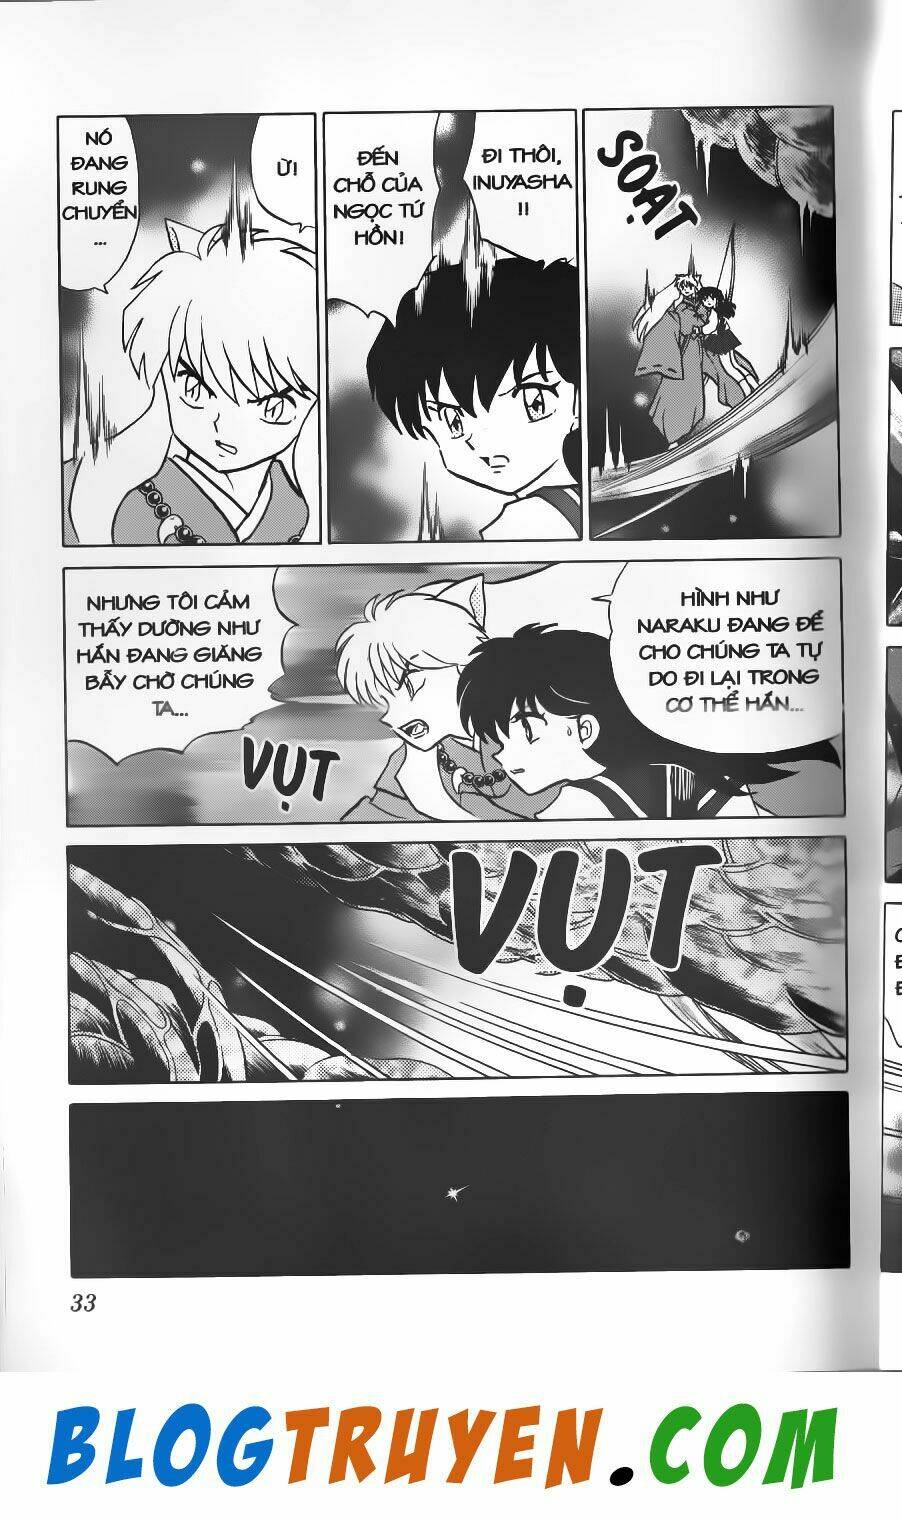 SOẠT
ĐI THÔI,
INUYASHA
!!
ĐẾN
CHỖ CỦA
NGỌC TỨ
HỒN!
Ừ!
NÓ
ĐANG
RUNG
CHUYỂN
...
HÌNH NHƯ
NARAKU ĐANG ĐỂ
CHO CHÚNG TA TỰ
DO ĐI LẠI TRONG
CƠ THỂ HẮN...
NHƯNG TÔI CẢM
THẤY DƯỜNG NHƯ
HẮN ĐANG GIĂNG
BẪY CHỜ CHÚNG
TA...
VỤT
VỤT
33
BLOGTRUYEN.COM